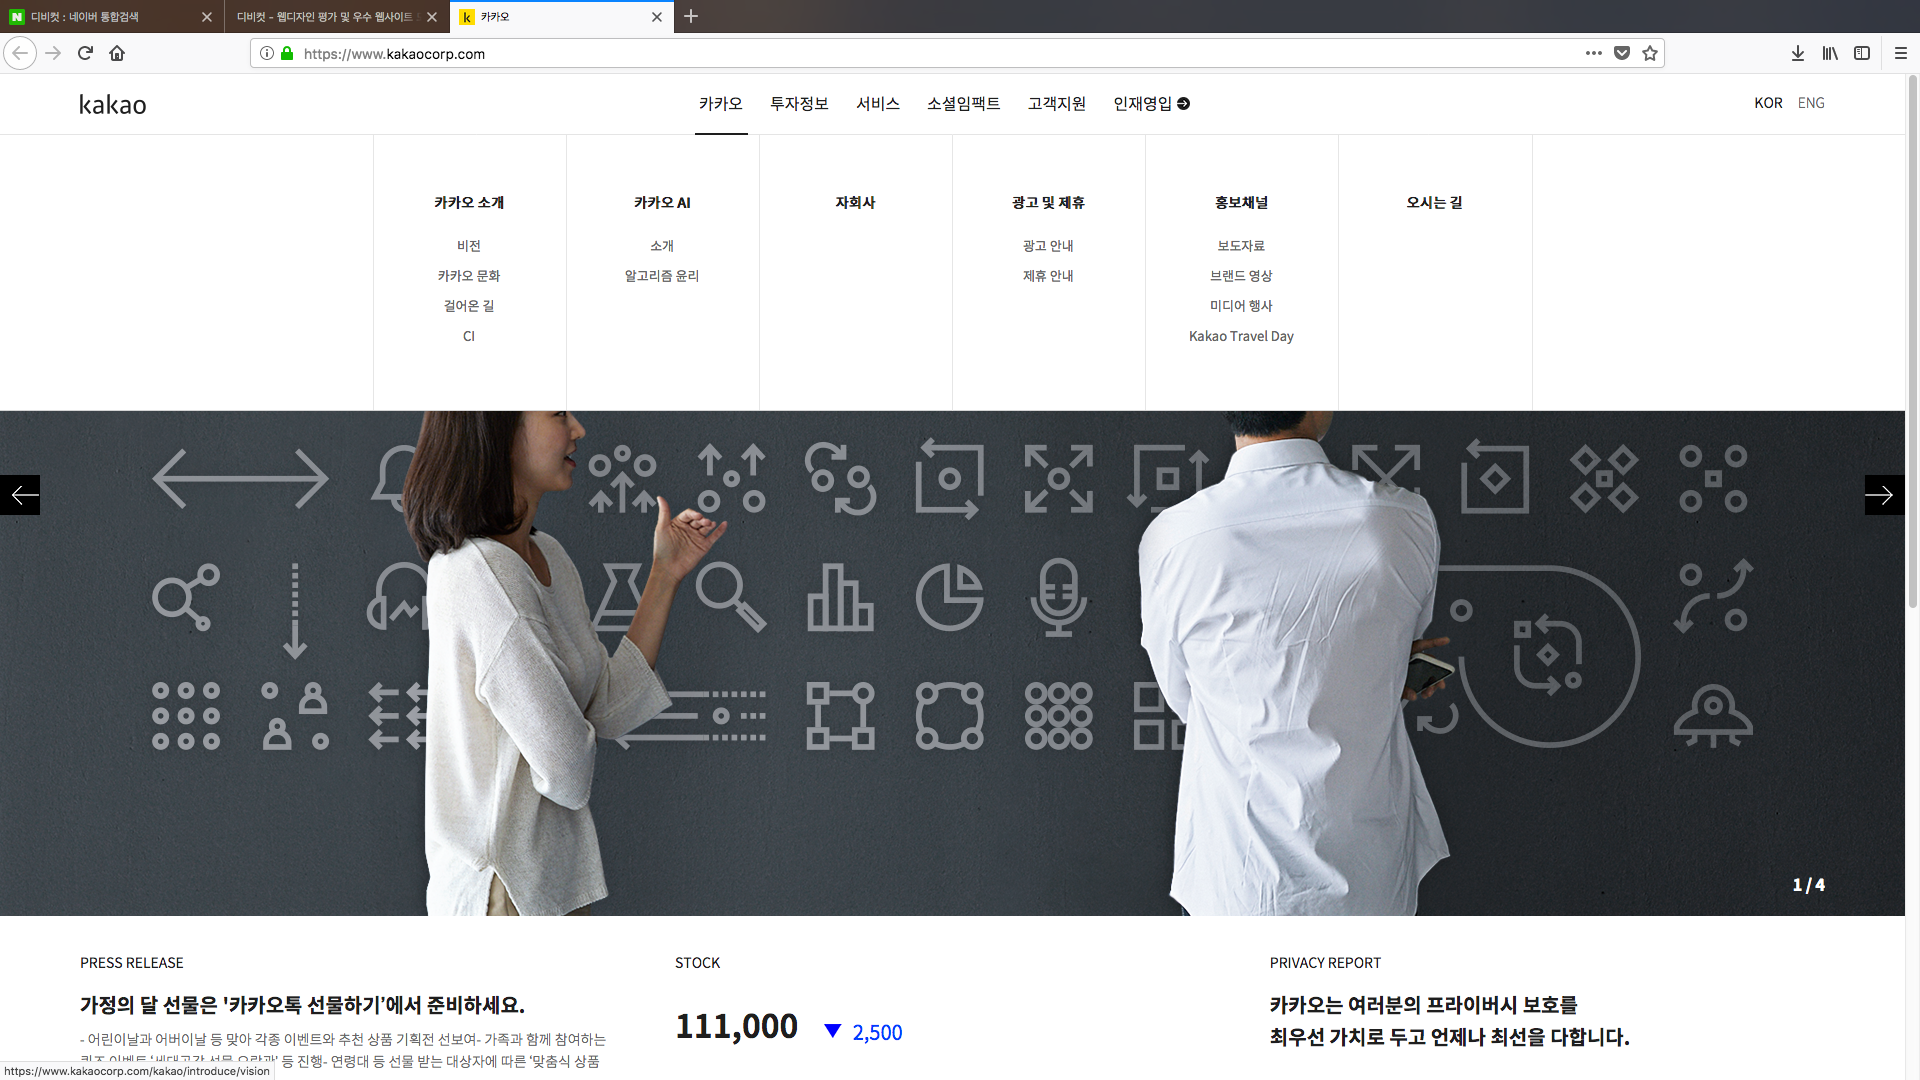 디비컷 : 네이버 통합검색
디비컷 - 웹디자인 평가 및 우수 웹사이트
카카오
https://www.kakaocorp.com
kakao
카카오
투자정보
서비스
소셜임팩트
고객지원
인재영입
KOR
ENG
카카오 소개
비전
카카오 문화
걸어온 길
CI
카카오 AI
소개
알고리즘 윤리
자회사
광고 및 제휴
광고 안내
제휴 안내
홍보채널
보도자료
브랜드 영상
미디어 행사
Kakao Travel Day
오시는 길
1 / 4
PRESS RELEASE
가정의 달 선물은 '카카오톡 선물하기’에서 준비하세요.
- 어린이날과 어버이날 등 맞아 각종 이벤트와 추천 상품 기획전 선보여- 가족과 함께 참여하는
등 진행- 연령대 등 선물 받는 대상자에 따른 ‘맞춤식 상품
STOCK
111,000
▼ 2,500
PRIVACY REPORT
카카오는 여러분의 프라이버시 보호를
최우선 가치로 두고 언제나 최선을 다합니다.
https://www.kakaocorp.com/kakao/introduce/vision